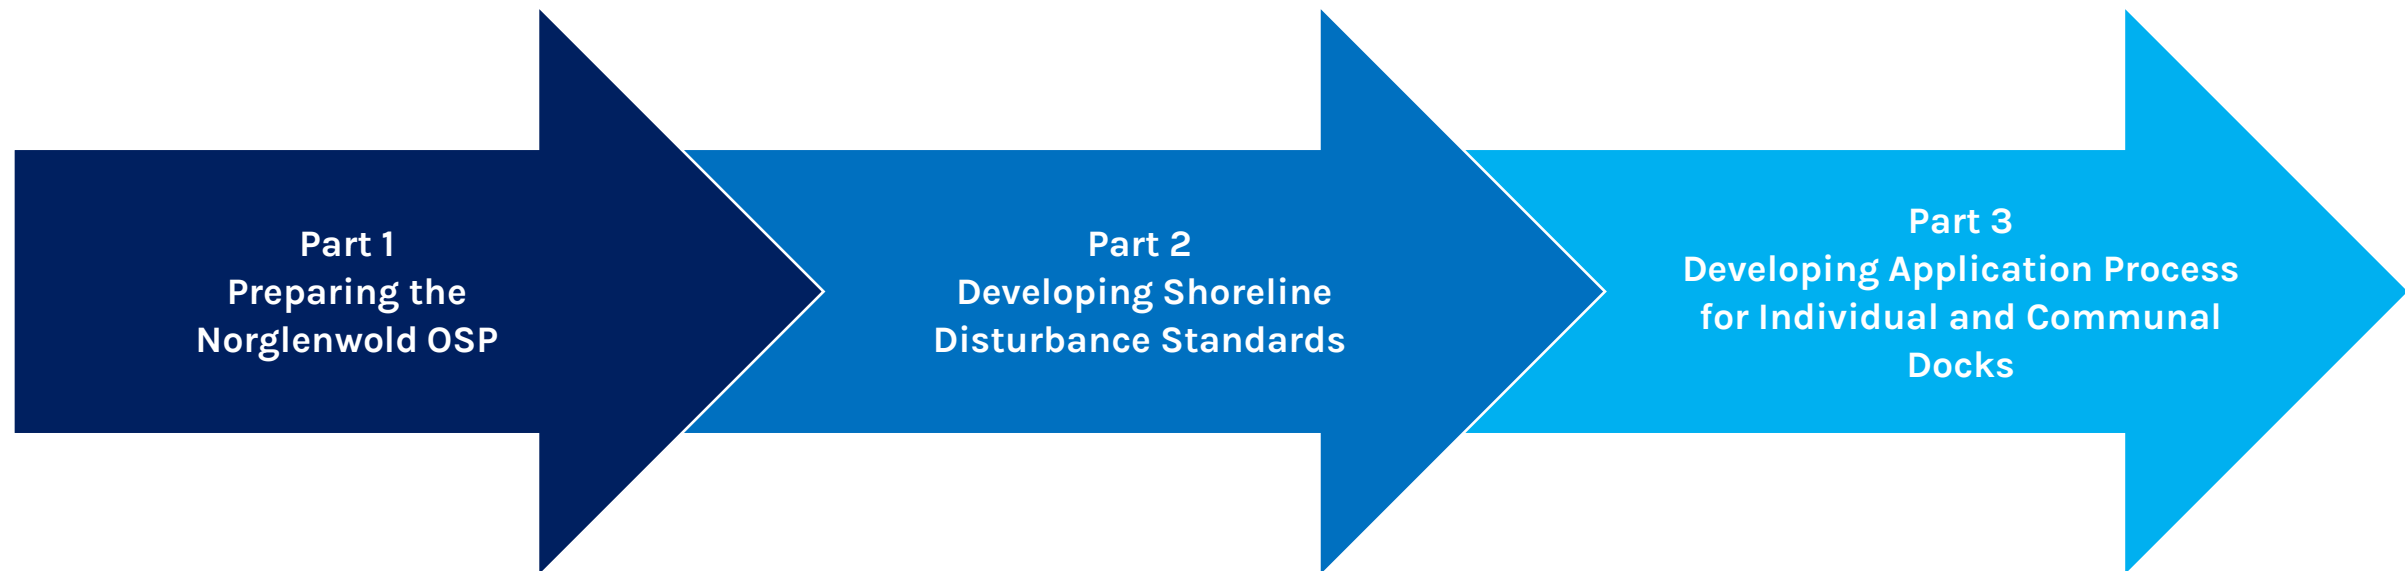 Part 1
Preparing the
Norglenwold OSP
Part 2
Developing Shoreline
Disturbance Standards
Part 3
Developing Application Process
for Individual and Communal
Docks